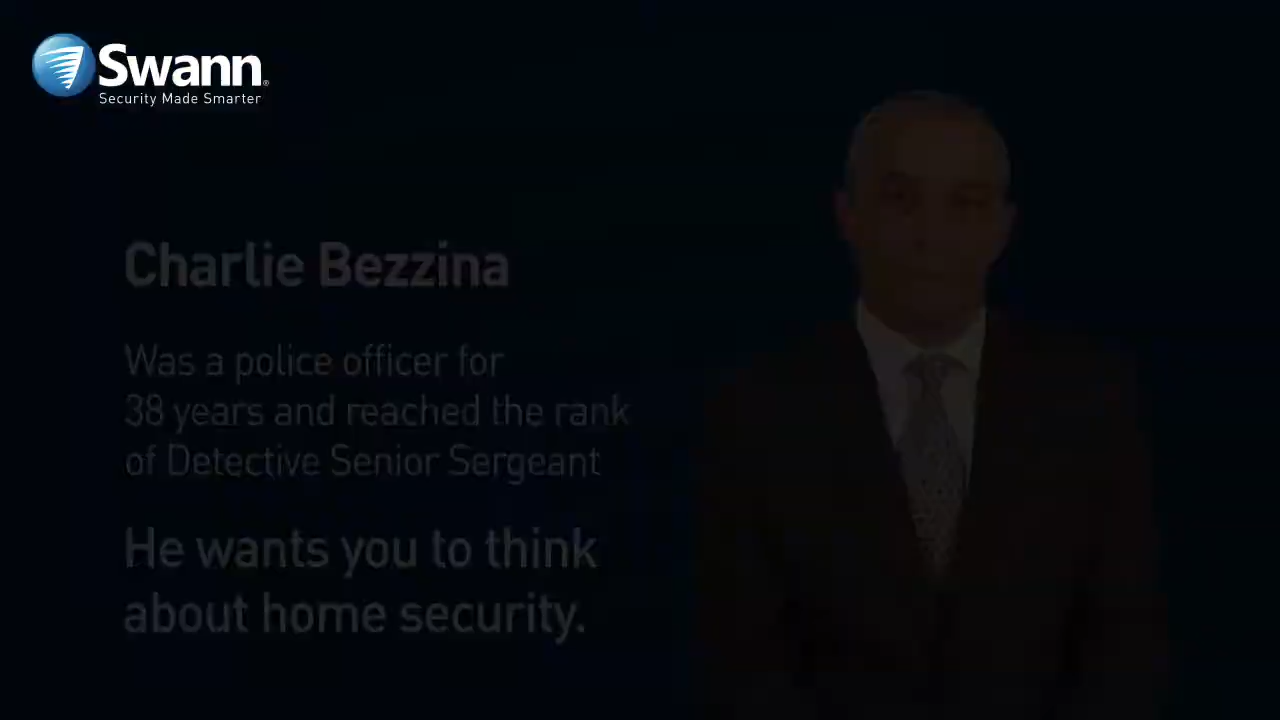 Swann®
Security Made Smarter
Charlie Bezzina
Was a police officer for
38 years and reached the rank
of Detective Senior Sergeant
He wants you to think
about home security.